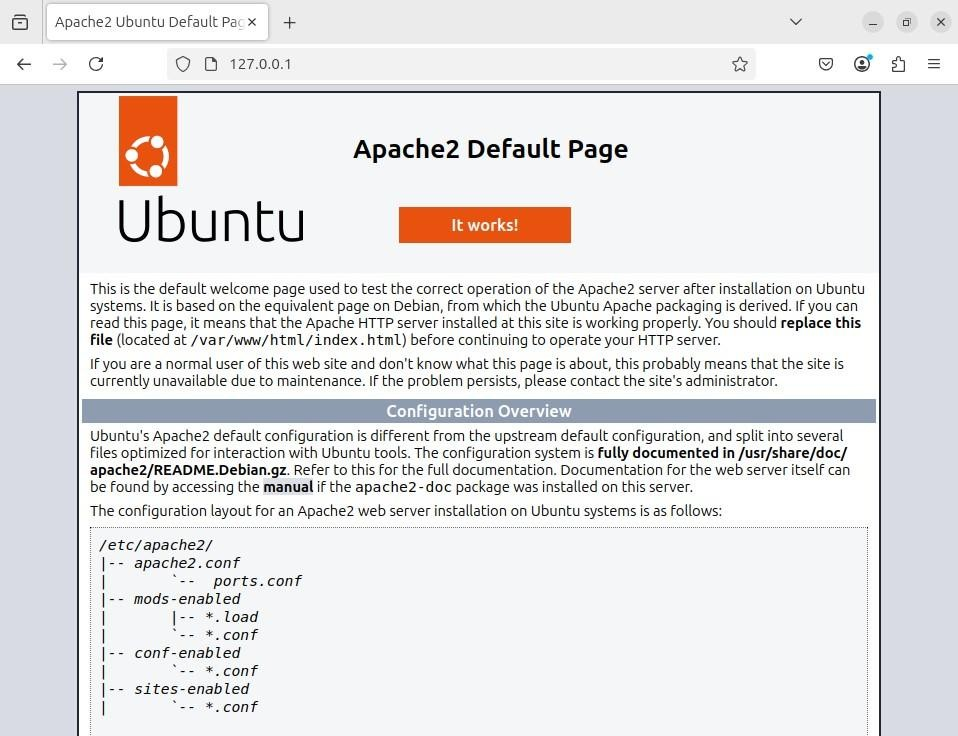 Apache2 Ubuntu Default Pag
127.0.0.1
Ubuntu
Apache2 Default Page
It works!
This is the default welcome page used to test the correct operation of the Apache2 server after installation on Ubuntu
systems. It is based on the equivalent page on Debian, from which the Ubuntu Apache packaging is derived. If you can
read this page, it means that the Apache HTTP server installed at this site is working properly. You should replace this
file (located at /var/www/html/index.html) before continuing to operate your HTTP server.
If you are a normal user of this web site and don't know what this page is about, this probably means that the site is
currently unavailable due to maintenance. If the problem persists, please contact the site's administrator.
Configuration Overview
Ubuntu's Apache2 default configuration is different from the upstream default configuration, and split into several
files optimized for interaction with Ubuntu tools. The configuration system is fully documented in /usr/share/doc/
apache2/README.Debian.gz. Refer to this for the full documentation. Documentation for the web server itself can
be found by accessing the manual if the apache2-doc package was installed on this server.
The configuration layout for an Apache2 web server installation on Ubuntu systems is as follows:
/etc/apache2/
|-- apache2.conf
|       `--  ports.conf
|-- mods-enabled
|       |-- *.load
|       `-- *.conf
|-- conf-enabled
|       `-- *.conf
|-- sites-enabled
|       `-- *.conf